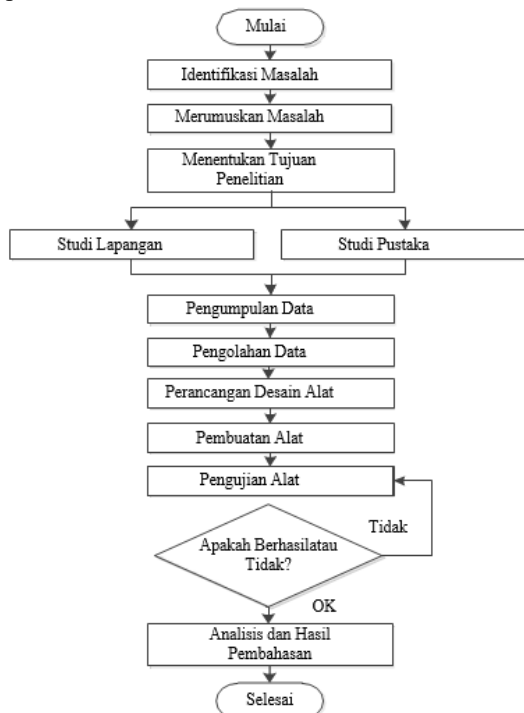 Mulai
Identifikasi Masalah
Merumuskan Masalah
Menentukan Tujuan
Penelitian
Studi Lapangan
Studi Pustaka
Pengumpulan Data
Pengolahan Data
Perancangan Desain Alat
Pembuatan Alat
Pengujian Alat
Tidak
Apakah Berhasilatau
Tidak?
OK
Analisis dan Hasil
Pembahasan
Selesai